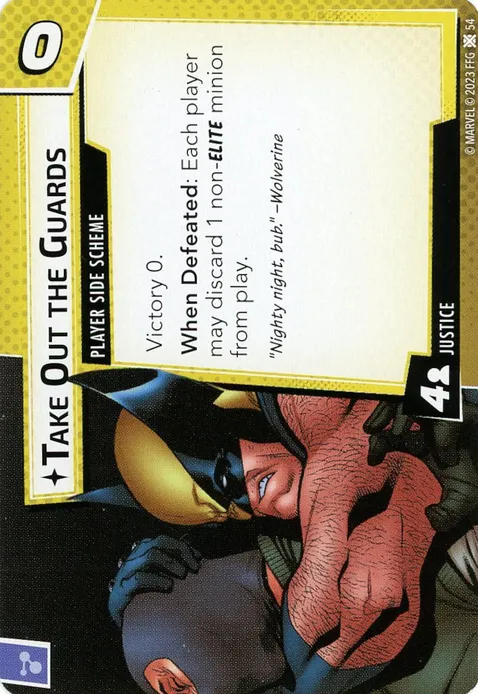 0
TAKE OUT THE GUARDS
PLAYER SIDE SCHEME
Victory 0.
When Defeated: Each player
may discard 1 non-ELITE minion
from play.
"Nighty night, bub." –Wolverine
4
JUSTICE
© MARVEL © 2023 FFG 54